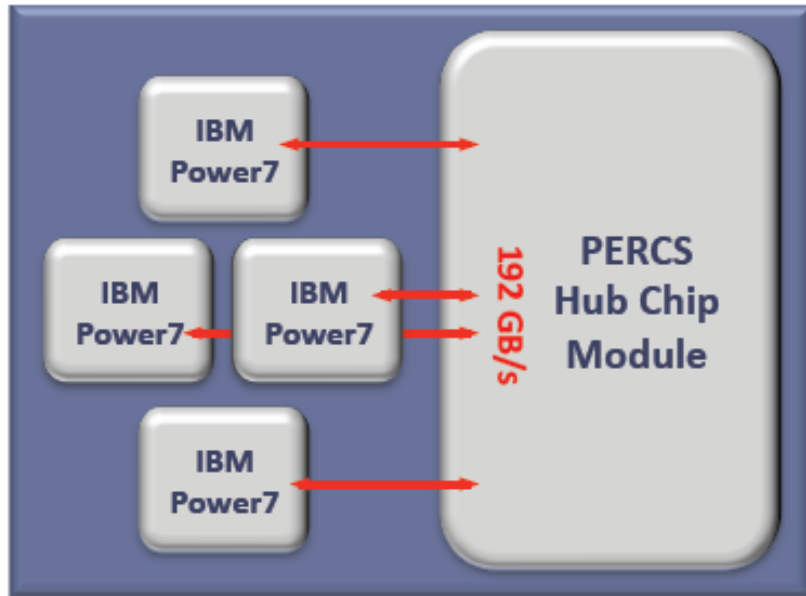 IBM
Power7
IBM
Power7
IBM
Power7
IBM
Power7
192 GB/s
PERCS
Hub Chip
Module